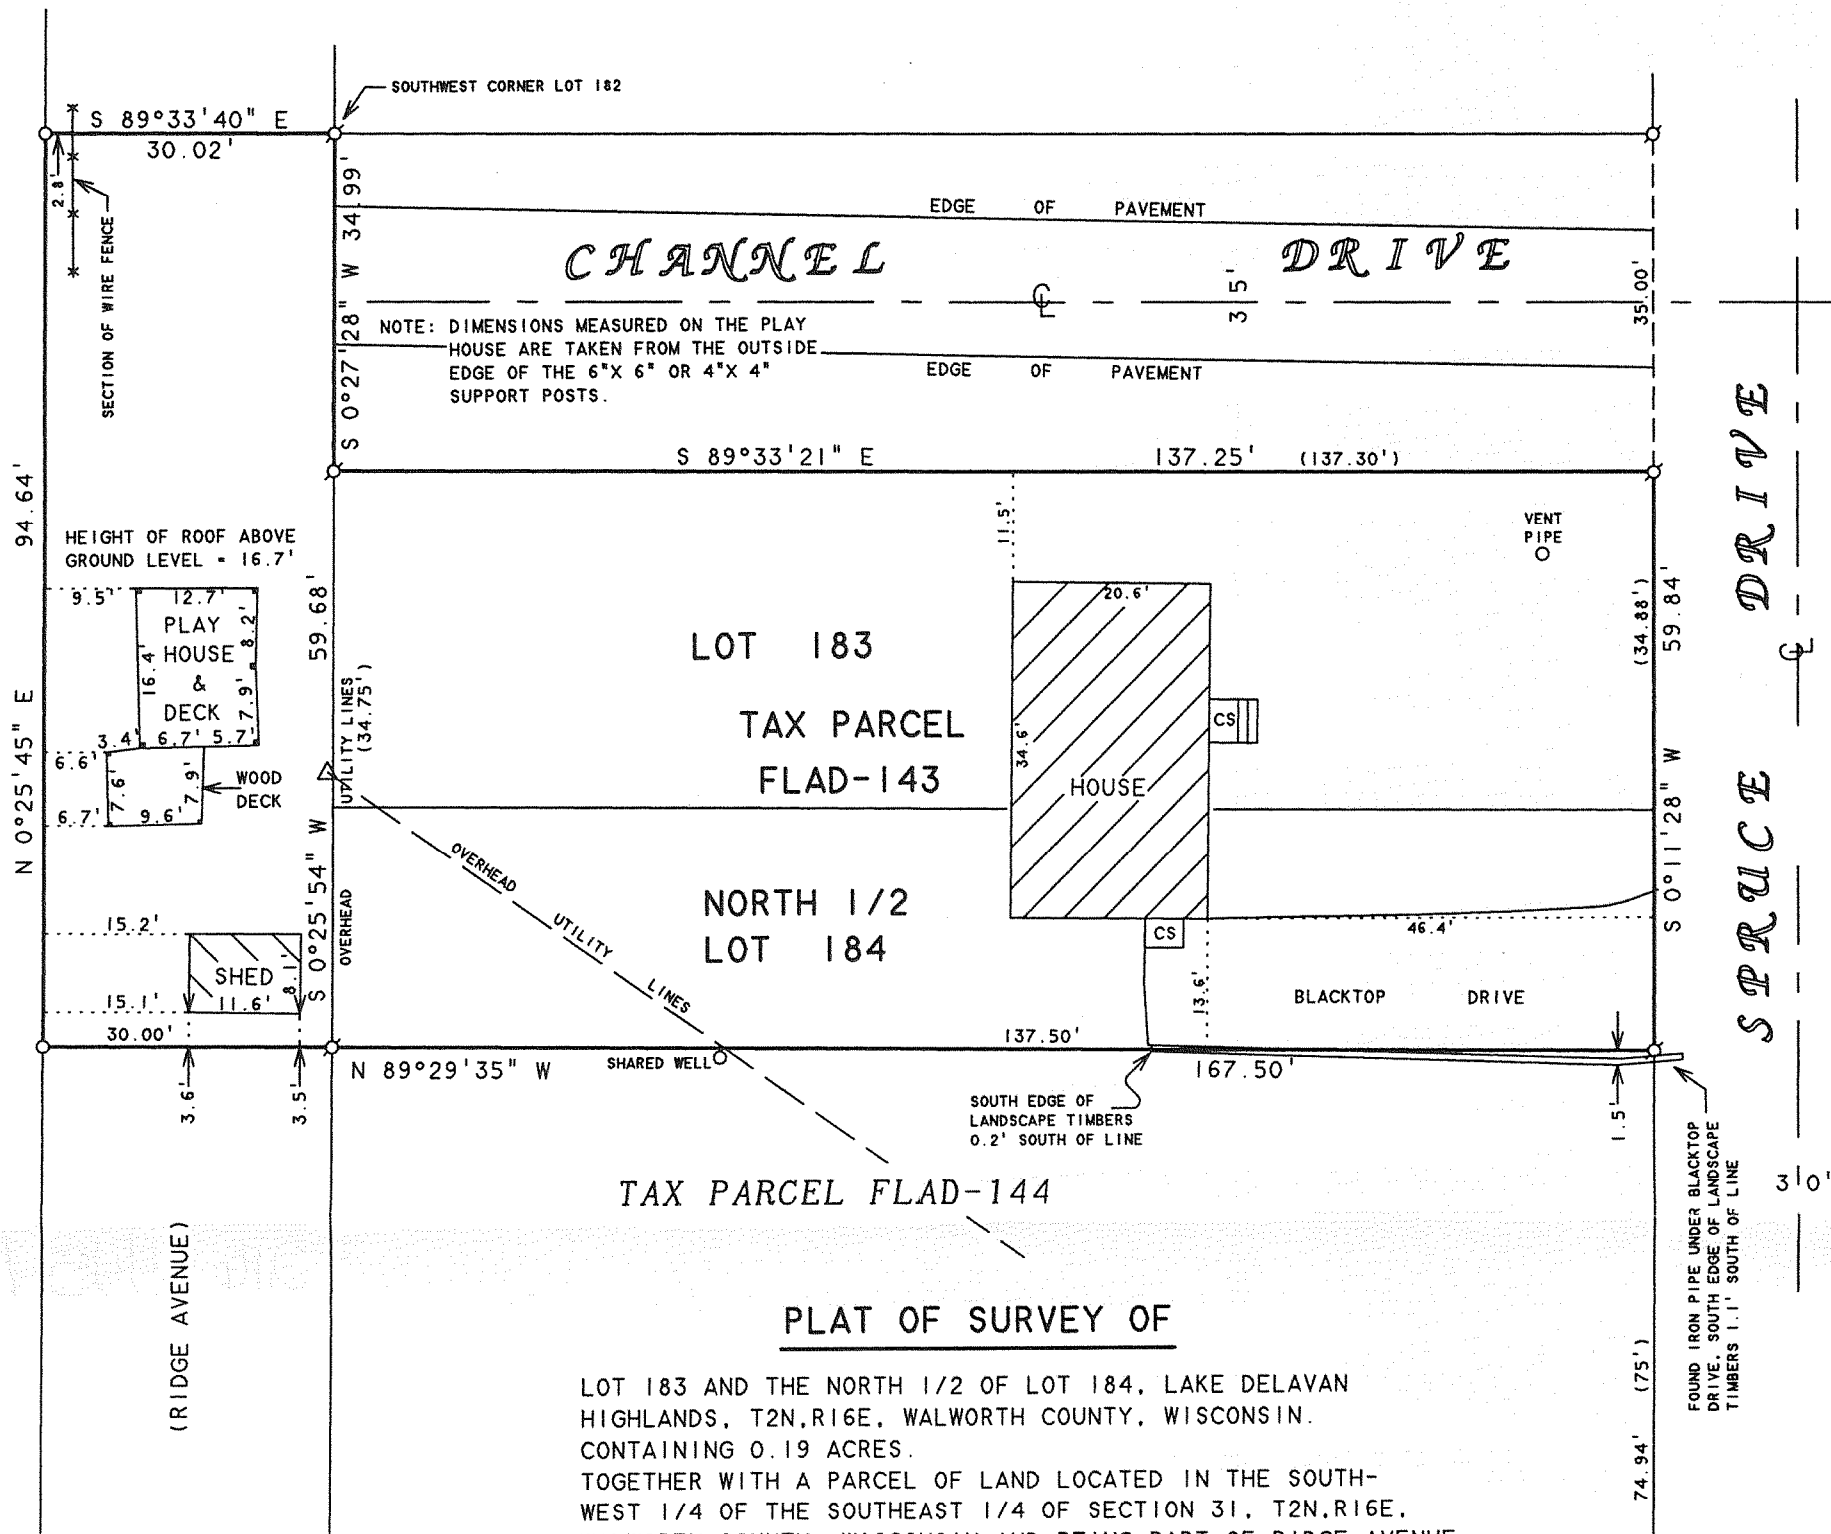 SOUTHWEST CORNER LOT 182
S 89°33'40" E
30.02'
2.8'
SECTION OF WIRE FENCE
S 0°27'28" W 34.99'
EDGE OF PAVEMENT
CHANNEL DRIVE
℄
35'
35.00'
NOTE: DIMENSIONS MEASURED ON THE PLAY
HOUSE ARE TAKEN FROM THE OUTSIDE
EDGE OF THE 6"X 6" OR 4"X 4"
SUPPORT POSTS.
EDGE OF PAVEMENT
S 89°33'21" E 137.25' (137.30')
N 0°25'45" E 94.64'
HEIGHT OF ROOF ABOVE
GROUND LEVEL = 16.7'
9.5'
12.7'
PLAY
HOUSE
&
DECK
16.4'
8.2'
7.9'
3.4' 6.7' 5.7'
6.6'
7.6'
7.9'
WOOD
DECK
6.7'
9.6'
S 0°25'54" W 59.68'
(34.75')
OVERHEAD UTILITY LINES
11.5'
VENT
PIPE
20.6'
34.6'
HOUSE
CS
LOT 183
TAX PARCEL
FLAD-143
(34.88')
S 0°11'28" W 59.84'
SPRUCE DRIVE
℄
OVERHEAD UTILITY LINES
NORTH 1/2
LOT 184
CS
46.4'
13.6'
BLACKTOP DRIVE
15.2'
SHED
8.1'
11.6'
15.1'
30.00'
3.6'
3.5'
137.50'
N 89°29'35" W
SHARED WELL
167.50'
SOUTH EDGE OF
LANDSCAPE TIMBERS
0.2' SOUTH OF LINE
1.5'
FOUND IRON PIPE UNDER BLACKTOP
DRIVE, SOUTH EDGE OF LANDSCAPE
TIMBERS 1.1' SOUTH OF LINE
30'
TAX PARCEL FLAD-144
(RIDGE AVENUE)
74.94' (75')
PLAT OF SURVEY OF
LOT 183 AND THE NORTH 1/2 OF LOT 184, LAKE DELAVAN
HIGHLANDS, T2N,R16E, WALWORTH COUNTY, WISCONSIN.
CONTAINING 0.19 ACRES.
TOGETHER WITH A PARCEL OF LAND LOCATED IN THE SOUTH-
WEST 1/4 OF THE SOUTHEAST 1/4 OF SECTION 31, T2N,R16E,